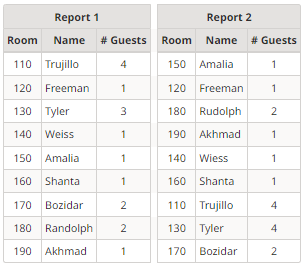 Report 1 Report 2
Room Name # Guests Room Name # Guests
110 Trujillo 4 150 Amalia 1
120 Freeman 1 120 Freeman 1
130 Tyler 3 180 Rudolph 2
140 Weiss 1 190 Akhmad 1
150 Amalia 1 140 Wiess 1
160 Shanta 1 160 Shanta 1
170 Bozidar 2 110 Trujillo 4
180 Randolph 2 130 Tyler 4
190 Akhmad 1 170 Bozidar 2